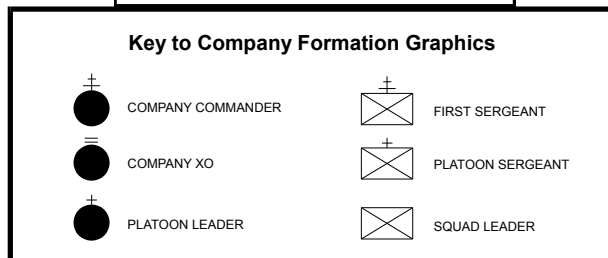 Key to Company Formation Graphics
COMPANY COMMANDER
FIRST SERGEANT
COMPANY XO
PLATOON SERGEANT
PLATOON LEADER
SQUAD LEADER